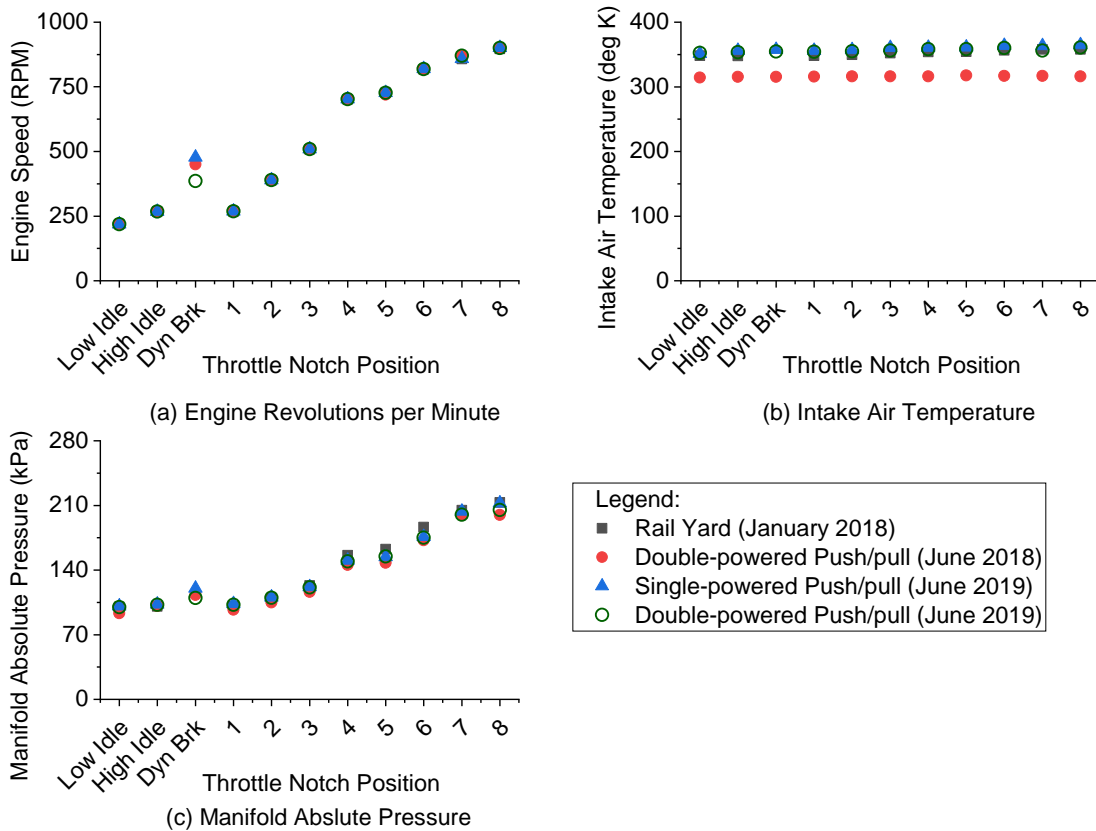 1000
750
500
250
0
Engine Speed (RPM)
Low Idle
High Idle
Dyn Brk
1
2
3
4
5
6
7
8
Throttle Notch Position
(a) Engine Revolutions per Minute
400
300
200
100
0
Intake Air Temperature (deg K)
Low Idle
High Idle
Dyn Brk
1
2
3
4
5
6
7
8
Throttle Notch Position
(b) Intake Air Temperature
280
210
140
70
0
Manifold Absolute Pressure (kPa)
Low Idle
High Idle
Dyn Brk
1
2
3
4
5
6
7
8
Throttle Notch Position
(c) Manifold Abslute Pressure
Legend:
Rail Yard (January 2018)
Double-powered Push/pull (June 2018)
Single-powered Push/pull (June 2019)
Double-powered Push/pull (June 2019)